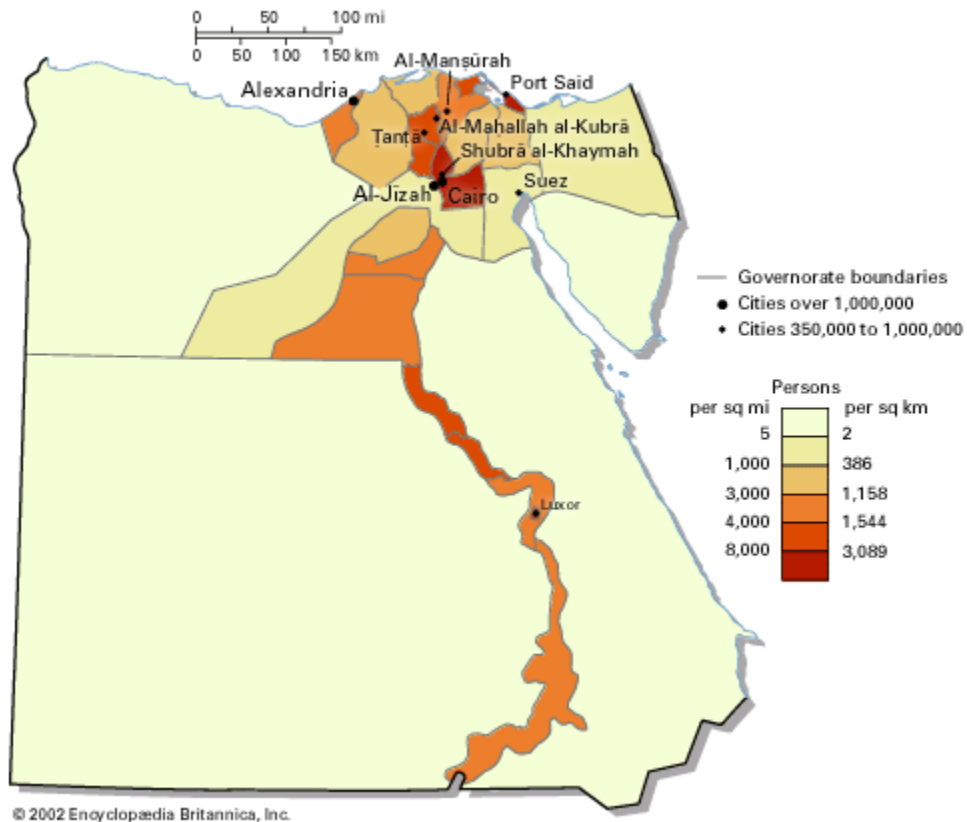 0 50 100 mi
0 50 100 150 km
Al-Manṣūrah
Alexandria
Port Said
Ṭanṭā
Al-Mahallah al-Kubrā
Shubrā al-Khaymah
Al-Jīzah
Cairo
Suez
Governorate boundaries
Cities over 1,000,000
Cities 350,000 to 1,000,000
Persons
per sq mi per sq km
5 2
1,000 386
3,000 1,158
4,000 1,544
8,000 3,089
Luxor
© 2002 Encyclopædia Britannica, Inc.